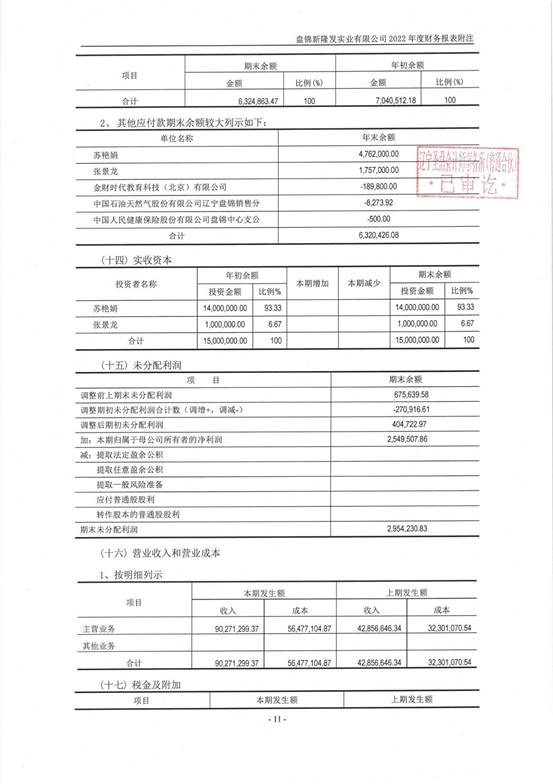 盘锦新隆发实业有限公司 2022 年度财务报表附注
项目 期末余额 年初余额
金额 比例(%) 金额 比例(%)
合计 6,324,863.47 100 7,040,512.18 100
2、 其他应付款期末余额较大列示如下：
单位名称 年末余额
苏艳娟 4,762,000.00
张景龙 1,757,000.00
金财时代教育科技（北京）有限公司 -189,800.00
中国石油天然气股份有限公司辽宁盘锦销售分 -8,273.92
中国人民健康保险股份有限公司盘锦中心支公 -500.00
合计 6,320,426.08
·已审讫·
（十四）实收资本
投资者名称 年初余额 本期增加 本期减少 期末余额
投资金额 比例% 投资金额 比例%
苏艳娟 14,000,000.00 93.33 14,000,000.00 93.33
张景龙 1,000,000.00 6.67 1,000,000.00 6.67
合计 15,000,000.00 100 15,000,000.00 100
（十五）未分配利润
项 目 期末余额
调整前上期末未分配利润 675,639.58
调整期初未分配利润合计数（调增+，调减-） -270,916.61
调整后期初未分配利润 404,722.97
加：本期归属于母公司所有者的净利润 2,549,507.86
减：提取法定盈余公积
提取任意盈余公积
提取一般风险准备
应付普通股股利
转作股本的普通股股利
期末未分配利润 2,954,230.83
（十六）营业收入和营业成本
1、按明细列示
项目 本期发生额 上期发生额
收入 成本 收入 成本
主营业务 90,271,299.37 56,477,104.87 42,856,646.34 32,301,070.54
其他业务
合计 90,271,299.37 56,477,104.87 42,856,646.34 32,301,070.54
（十七）税金及附加
项目 本期发生额 上期发生额
- 11 -